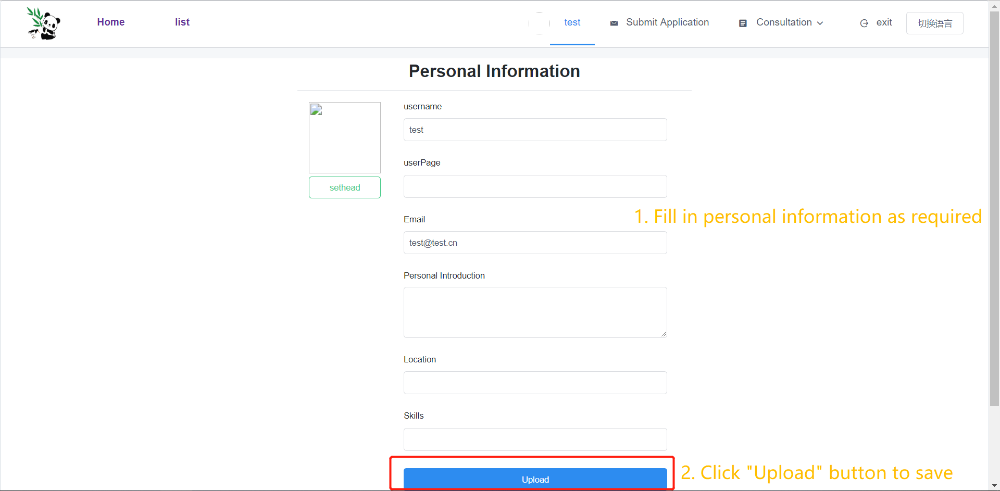 Home
list
test
Submit Application
Consultation
exit
切换语言
Personal Information
username
test
sethead
userPage
1. Fill in personal information as required
Email
test@test.cn
Personal Introduction
Location
Skills
Upload
2. Click "Upload" button to save